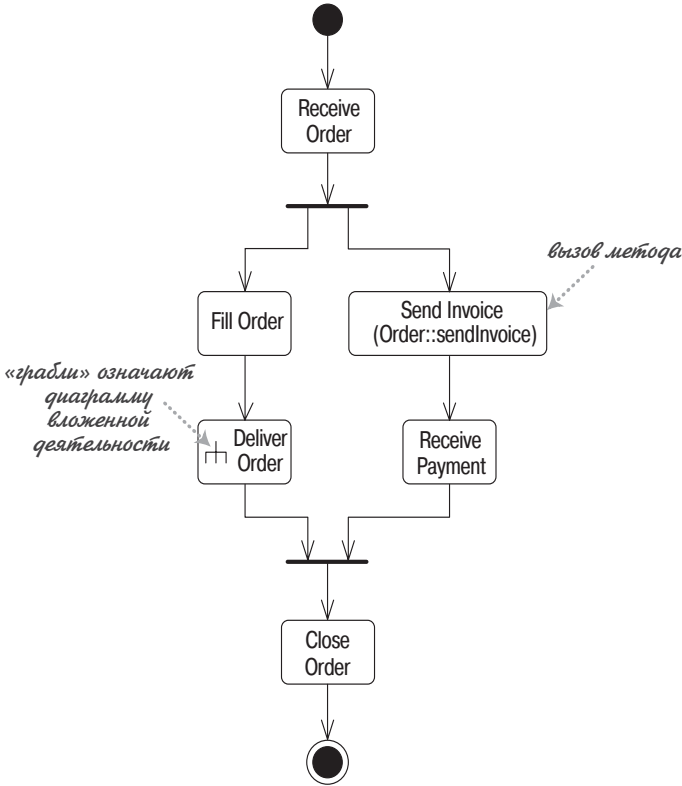 Receive
Order
вызов метода
Fill Order
Send Invoice
(Order::sendInvoice)
«грабли» означают
диаграмму
вложенной
деятельности
Deliver
Order
Receive
Payment
Close
Order